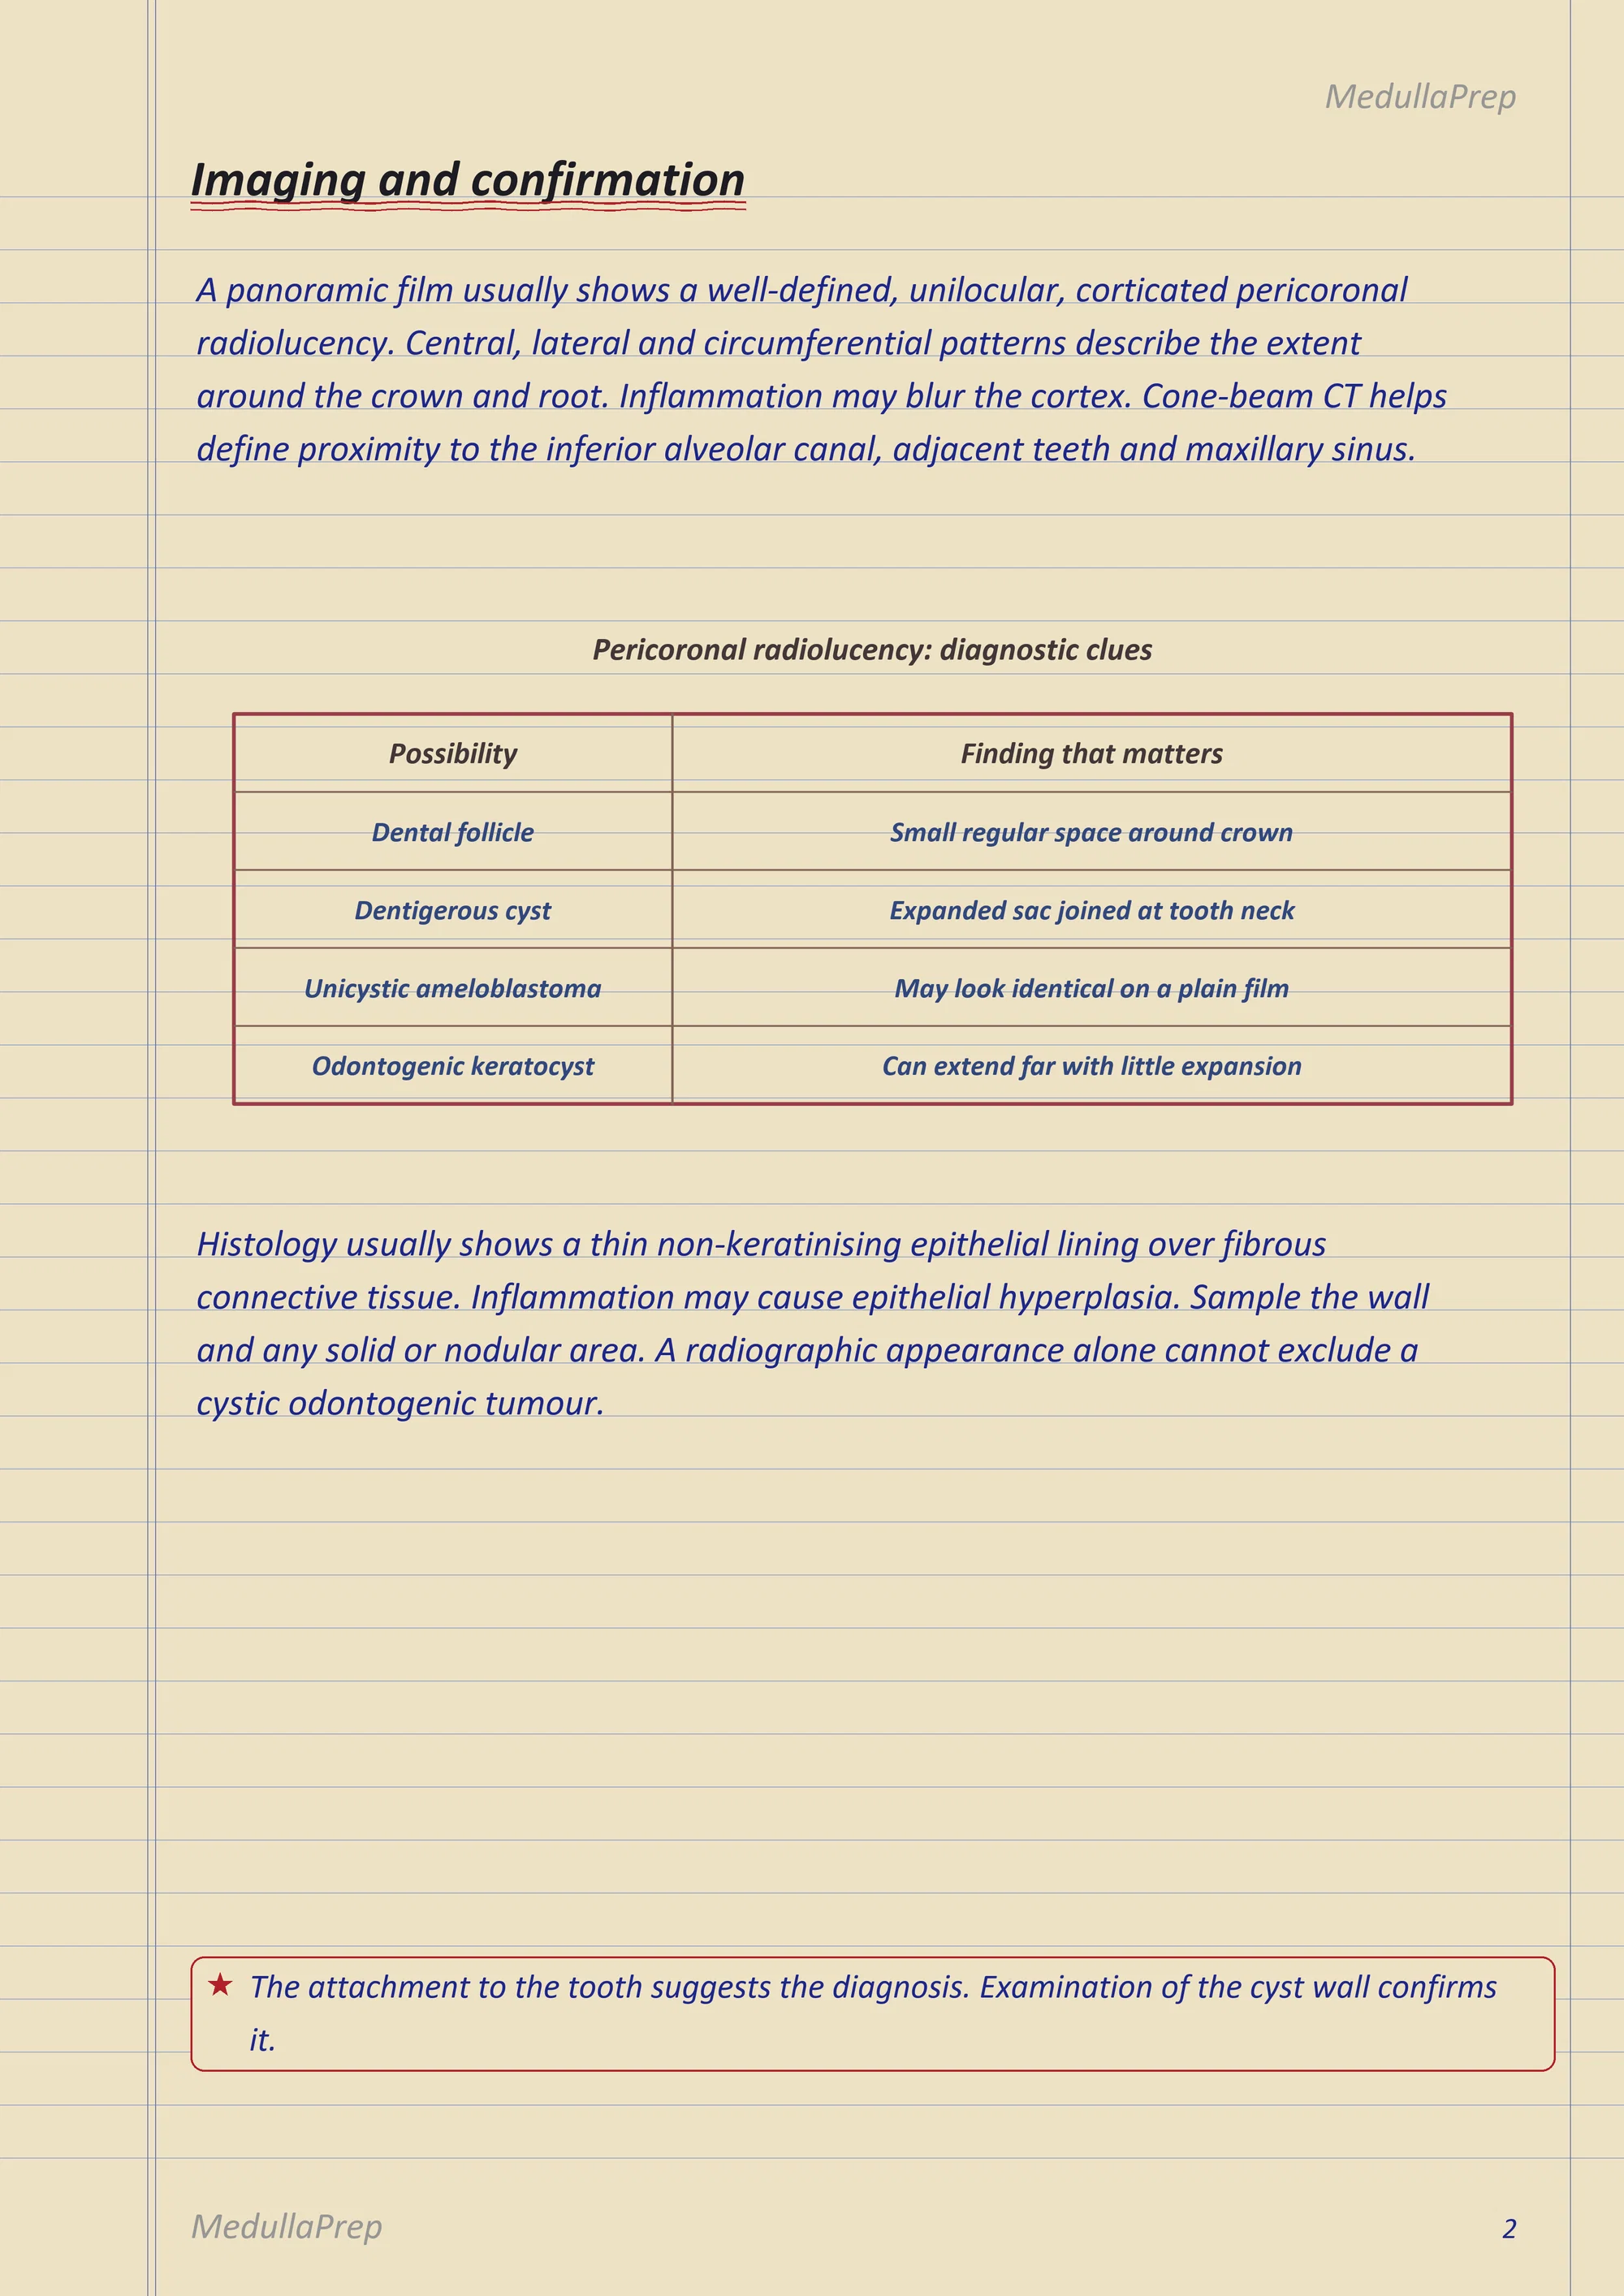 MedullaPrep
Imaging and confirmation
A panoramic film usually shows a well-defined, unilocular, corticated pericoronal
radiolucency. Central, lateral and circumferential patterns describe the extent
around the crown and root. Inflammation may blur the cortex. Cone-beam CT helps
define proximity to the inferior alveolar canal, adjacent teeth and maxillary sinus.
Pericoronal radiolucency: diagnostic clues
Possibility Finding that matters
Dental follicle Small regular space around crown
Dentigerous cyst Expanded sac joined at tooth neck
Unicystic ameloblastoma May look identical on a plain film
Odontogenic keratocyst Can extend far with little expansion
Histology usually shows a thin non-keratinising epithelial lining over fibrous
connective tissue. Inflammation may cause epithelial hyperplasia. Sample the wall
and any solid or nodular area. A radiographic appearance alone cannot exclude a
cystic odontogenic tumour.
★ The attachment to the tooth suggests the diagnosis. Examination of the cyst wall confirms
it.
MedullaPrep 2